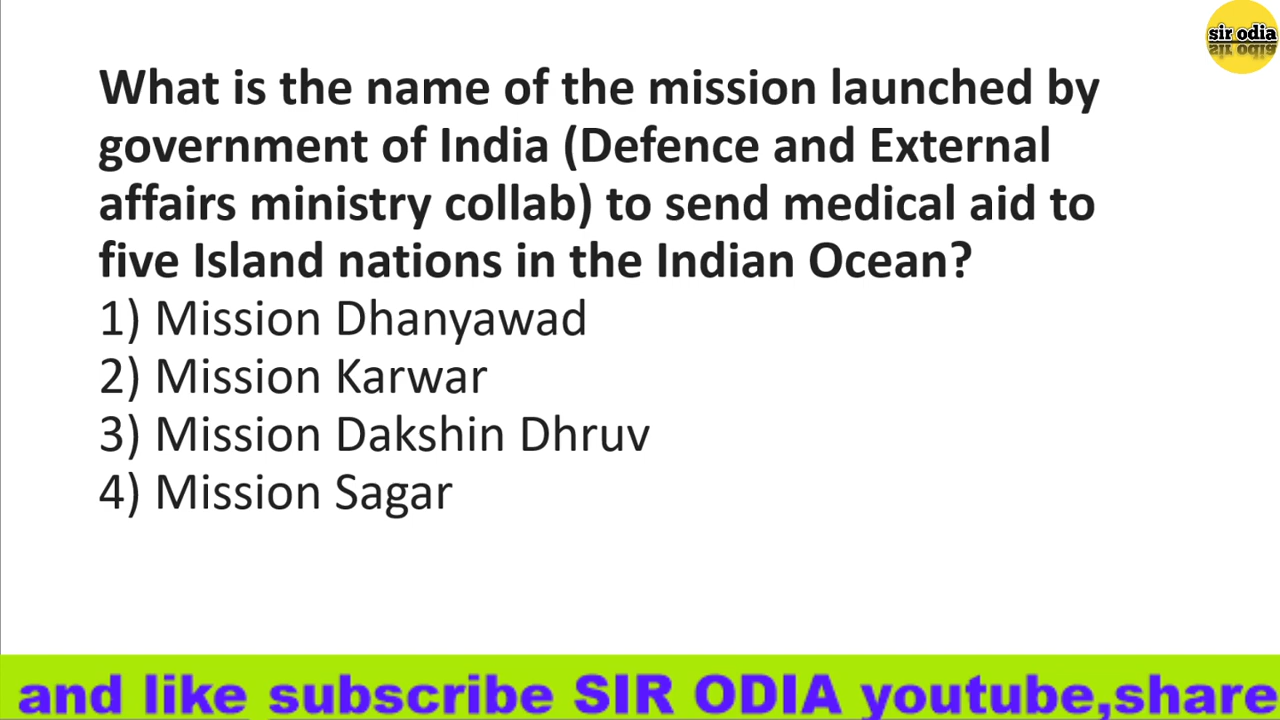 sir odia
What is the name of the mission launched by
government of India (Defence and External
affairs ministry collab) to send medical aid to
five Island nations in the Indian Ocean?
1) Mission Dhanyawad
2) Mission Karwar
3) Mission Dakshin Dhruv
4) Mission Sagar
and like subscribe SIR ODIA youtube,share